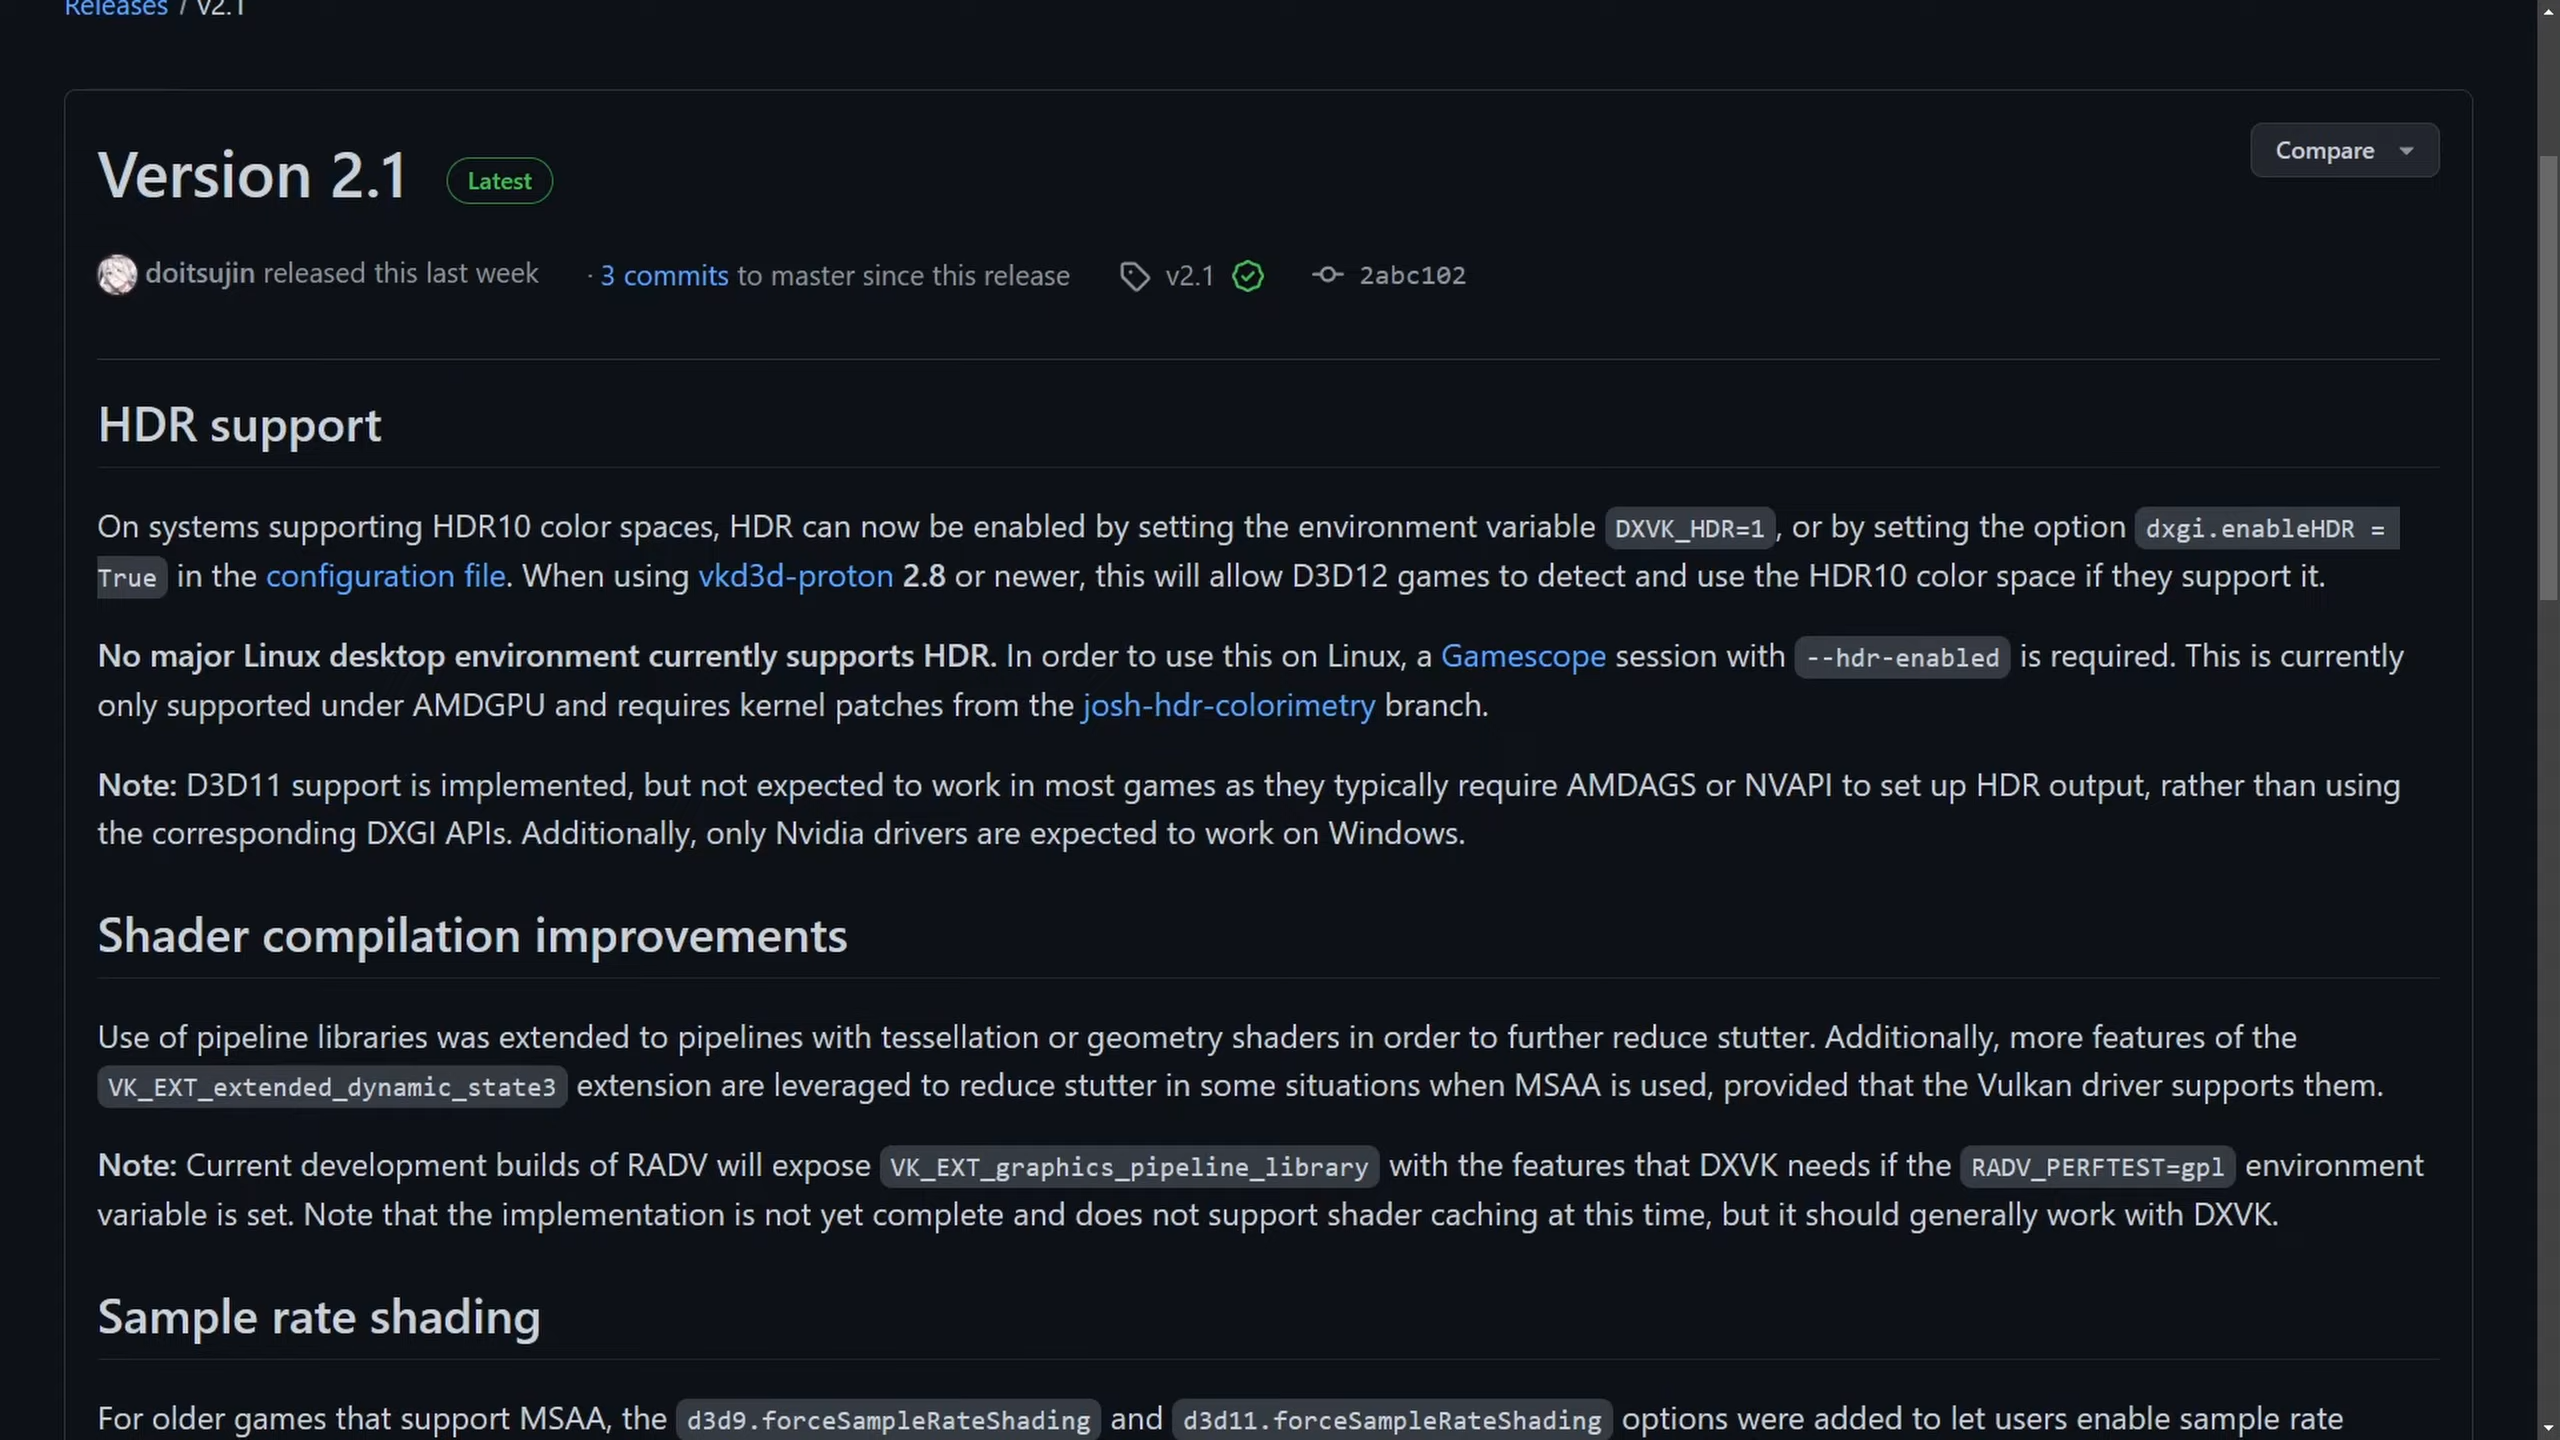 Releases / v2.1
Version 2.1 Latest Compare
doitsujin released this last week · 3 commits to master since this release v2.1 2abc102
HDR support
On systems supporting HDR10 color spaces, HDR can now be enabled by setting the environment variable DXVK_HDR=1, or by setting the option dxgi.enableHDR =
True in the configuration file. When using vkd3d-proton 2.8 or newer, this will allow D3D12 games to detect and use the HDR10 color space if they support it.
No major Linux desktop environment currently supports HDR. In order to use this on Linux, a Gamescope session with --hdr-enabled is required. This is currently
only supported under AMDGPU and requires kernel patches from the josh-hdr-colorimetry branch.
Note: D3D11 support is implemented, but not expected to work in most games as they typically require AMDAGS or NVAPI to set up HDR output, rather than using
the corresponding DXGI APIs. Additionally, only Nvidia drivers are expected to work on Windows.
Shader compilation improvements
Use of pipeline libraries was extended to pipelines with tessellation or geometry shaders in order to further reduce stutter. Additionally, more features of the
VK_EXT_extended_dynamic_state3 extension are leveraged to reduce stutter in some situations when MSAA is used, provided that the Vulkan driver supports them.
Note: Current development builds of RADV will expose VK_EXT_graphics_pipeline_library with the features that DXVK needs if the RADV_PERFTEST=gpl environment
variable is set. Note that the implementation is not yet complete and does not support shader caching at this time, but it should generally work with DXVK.
Sample rate shading
For older games that support MSAA, the d3d9.forceSampleRateShading and d3d11.forceSampleRateShading options were added to let users enable sample rate